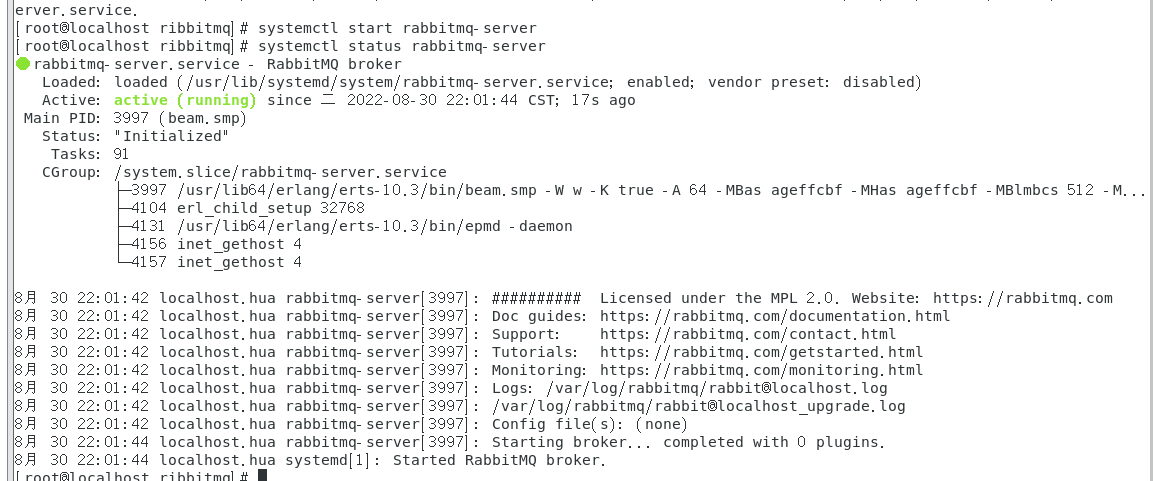 erver.service.
[root@localhost ribbitmq]# systemctl start rabbitmq-server
[root@localhost ribbitmq]# systemctl status rabbitmq-server
rabbitmq-server.service - RabbitMQ broker
Loaded: loaded (/usr/lib/systemd/system/rabbitmq-server.service; enabled; vendor preset: disabled)
Active: active (running) since 二 2022-08-30 22:01:44 CST; 17s ago
Main PID: 3997 (beam.smp)
Status: "Initialized"
Tasks: 91
CGroup: /system.slice/rabbitmq-server.service
├─3997 /usr/lib64/erlang/erts-10.3/bin/beam.smp -W w -K true -A 64 -MBas ageffcbf -MHas ageffcbf -MBlmbcs 512 -M...
├─4104 erl_child_setup 32768
├─4131 /usr/lib64/erlang/erts-10.3/bin/epmd -daemon
├─4156 inet_gethost 4
└─4157 inet_gethost 4
8月 30 22:01:42 localhost.hua rabbitmq-server[3997]: ########## Licensed under the MPL 2.0. Website: https://rabbitmq.com
8月 30 22:01:42 localhost.hua rabbitmq-server[3997]: Doc guides: https://rabbitmq.com/documentation.html
8月 30 22:01:42 localhost.hua rabbitmq-server[3997]: Support: https://rabbitmq.com/contact.html
8月 30 22:01:42 localhost.hua rabbitmq-server[3997]: Tutorials: https://rabbitmq.com/getstarted.html
8月 30 22:01:42 localhost.hua rabbitmq-server[3997]: Monitoring: https://rabbitmq.com/monitoring.html
8月 30 22:01:42 localhost.hua rabbitmq-server[3997]: Logs: /var/log/rabbitmq/rabbit@localhost.log
8月 30 22:01:42 localhost.hua rabbitmq-server[3997]: /var/log/rabbitmq/rabbit@localhost_upgrade.log
8月 30 22:01:42 localhost.hua rabbitmq-server[3997]: Config file(s): (none)
8月 30 22:01:44 localhost.hua rabbitmq-server[3997]: Starting broker... completed with 0 plugins.
8月 30 22:01:44 localhost.hua systemd[1]: Started RabbitMQ broker.
[root@localhost ribbitmq]#